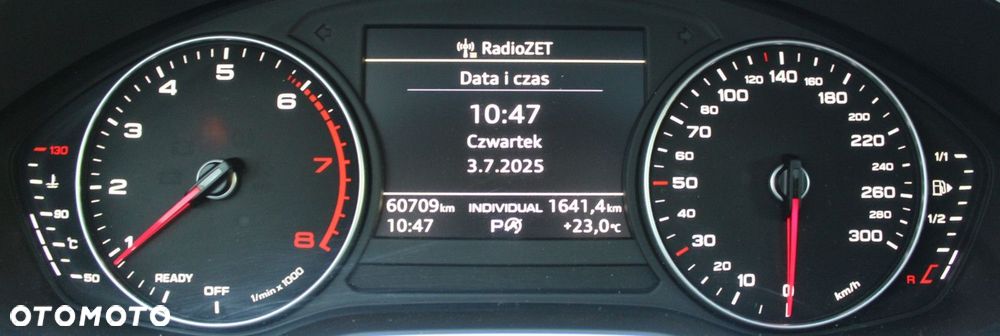 RadioZET
Data i czas
10:47
Czwartek
3.7.2025
60709km INDIVIDUAL 1641,4km
10:47 P +23,0°C
130
90
°C
50
1 2 3 4 5 6 7 8
READY
OFF
1/min x 1000
0 10 20 30 30 50 50 70 80 100 120 140 160 180 200 220 240 260 280 300
km/h
1/1
1/2
R
OTOMOTO